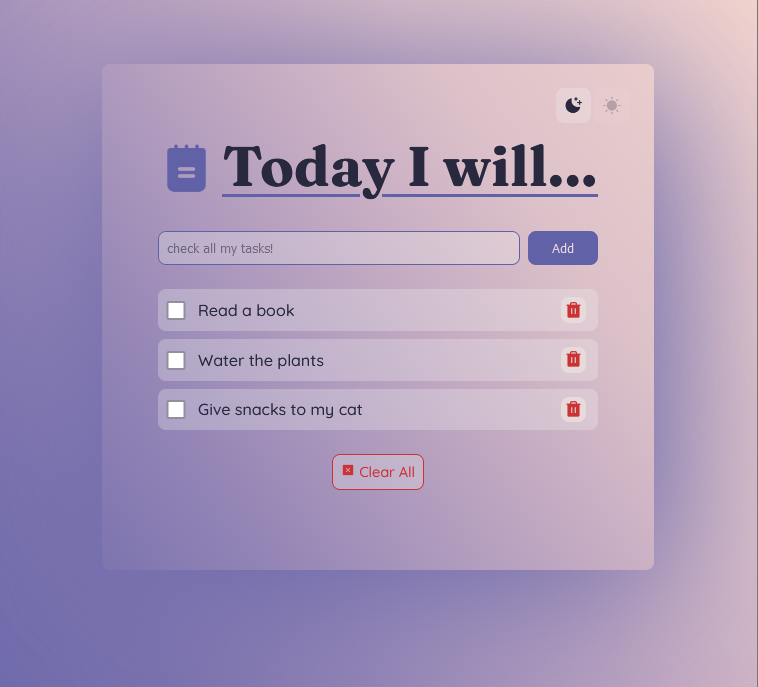 Today I will...
check all my tasks!
Add
Read a book
Water the plants
Give snacks to my cat
Clear All